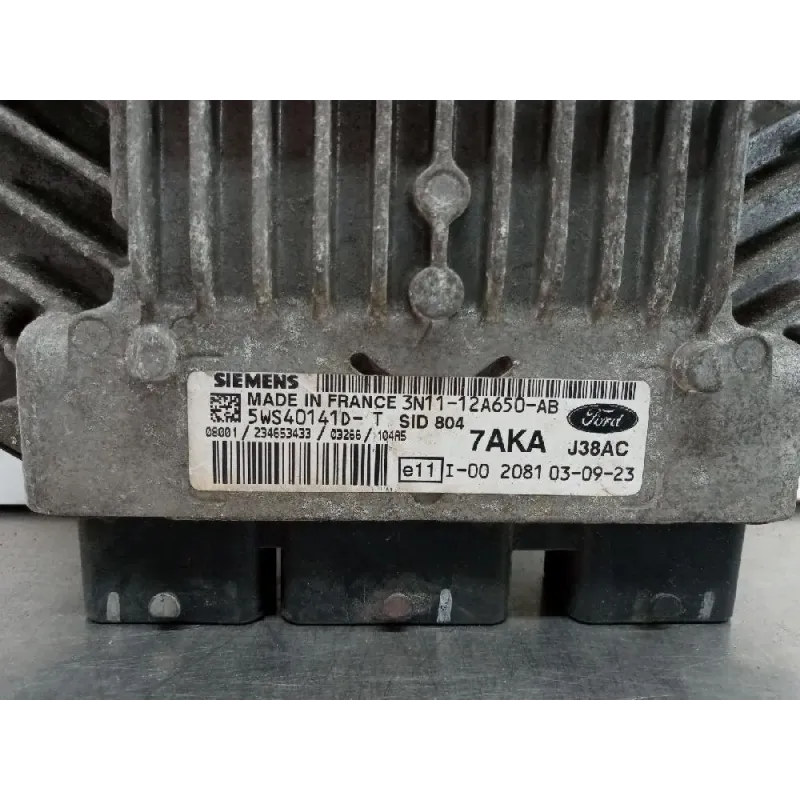 SIEMENS
MADE IN FRANCE 3N11-12A650-AB
5WS40141D-T SID 804
Ford
08001/234653433/03266/104A5
7AKA J38AC
e11 I-00 2081 03-09-23